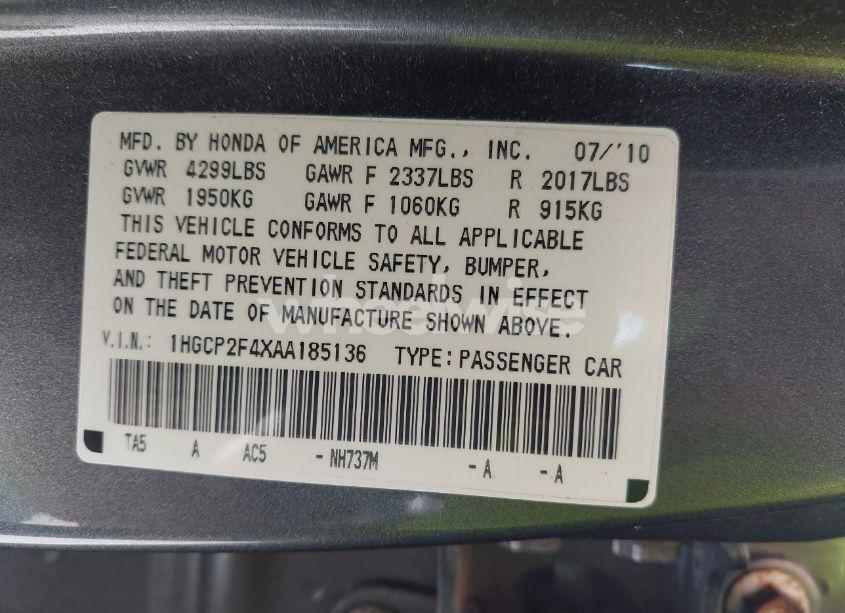 MFD. BY HONDA OF AMERICA MFG., INC. 07/'10
GVWR 4299LBS GAWR F 2337LBS R 2017LBS
GVWR 1950KG GAWR F 1060KG R 915KG
THIS VEHICLE CONFORMS TO ALL APPLICABLE
FEDERAL MOTOR VEHICLE SAFETY, BUMPER,
AND THEFT PREVENTION STANDARDS IN EFFECT
ON THE DATE OF MANUFACTURE SHOWN ABOVE.
wheelwise
V.I.N.: 1HGCP2F4XAA185136 TYPE:PASSENGER CAR
TA5 A AC5 -NH737M -A -A